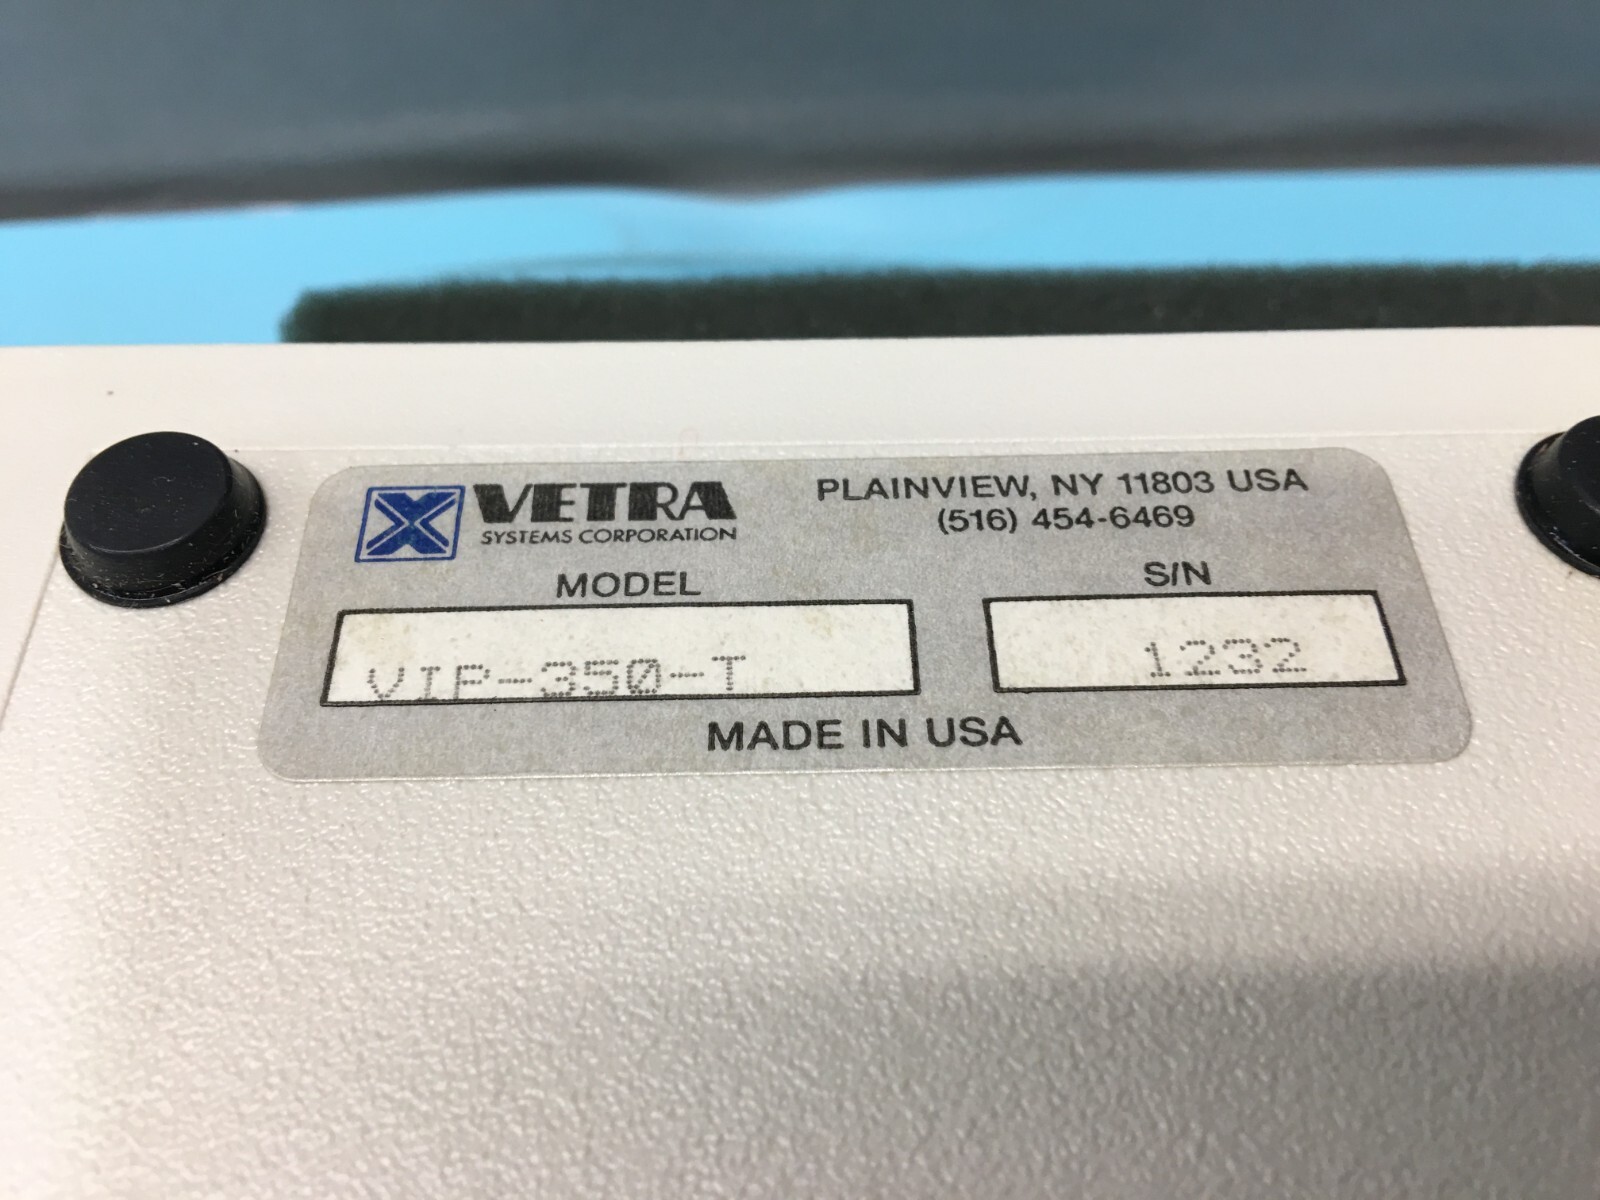 VETRA
SYSTEMS CORPORATION
PLAINVIEW, NY 11803 USA
(516) 454-6469
MODEL
VIP-350-T
S/N
1232
MADE IN USA